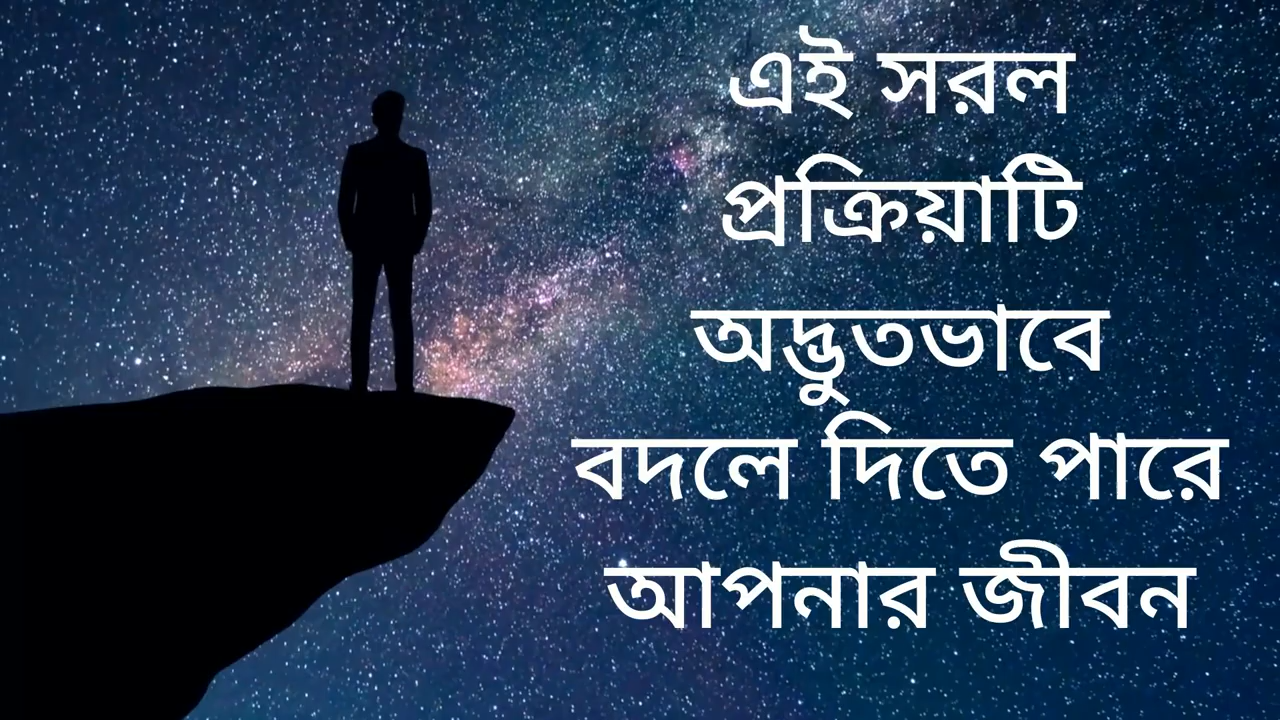 এই সরল
প্রক্রিয়াটি
অদ্ভুতভাবে
বদলে দিতে পারে
আপনার জীবন